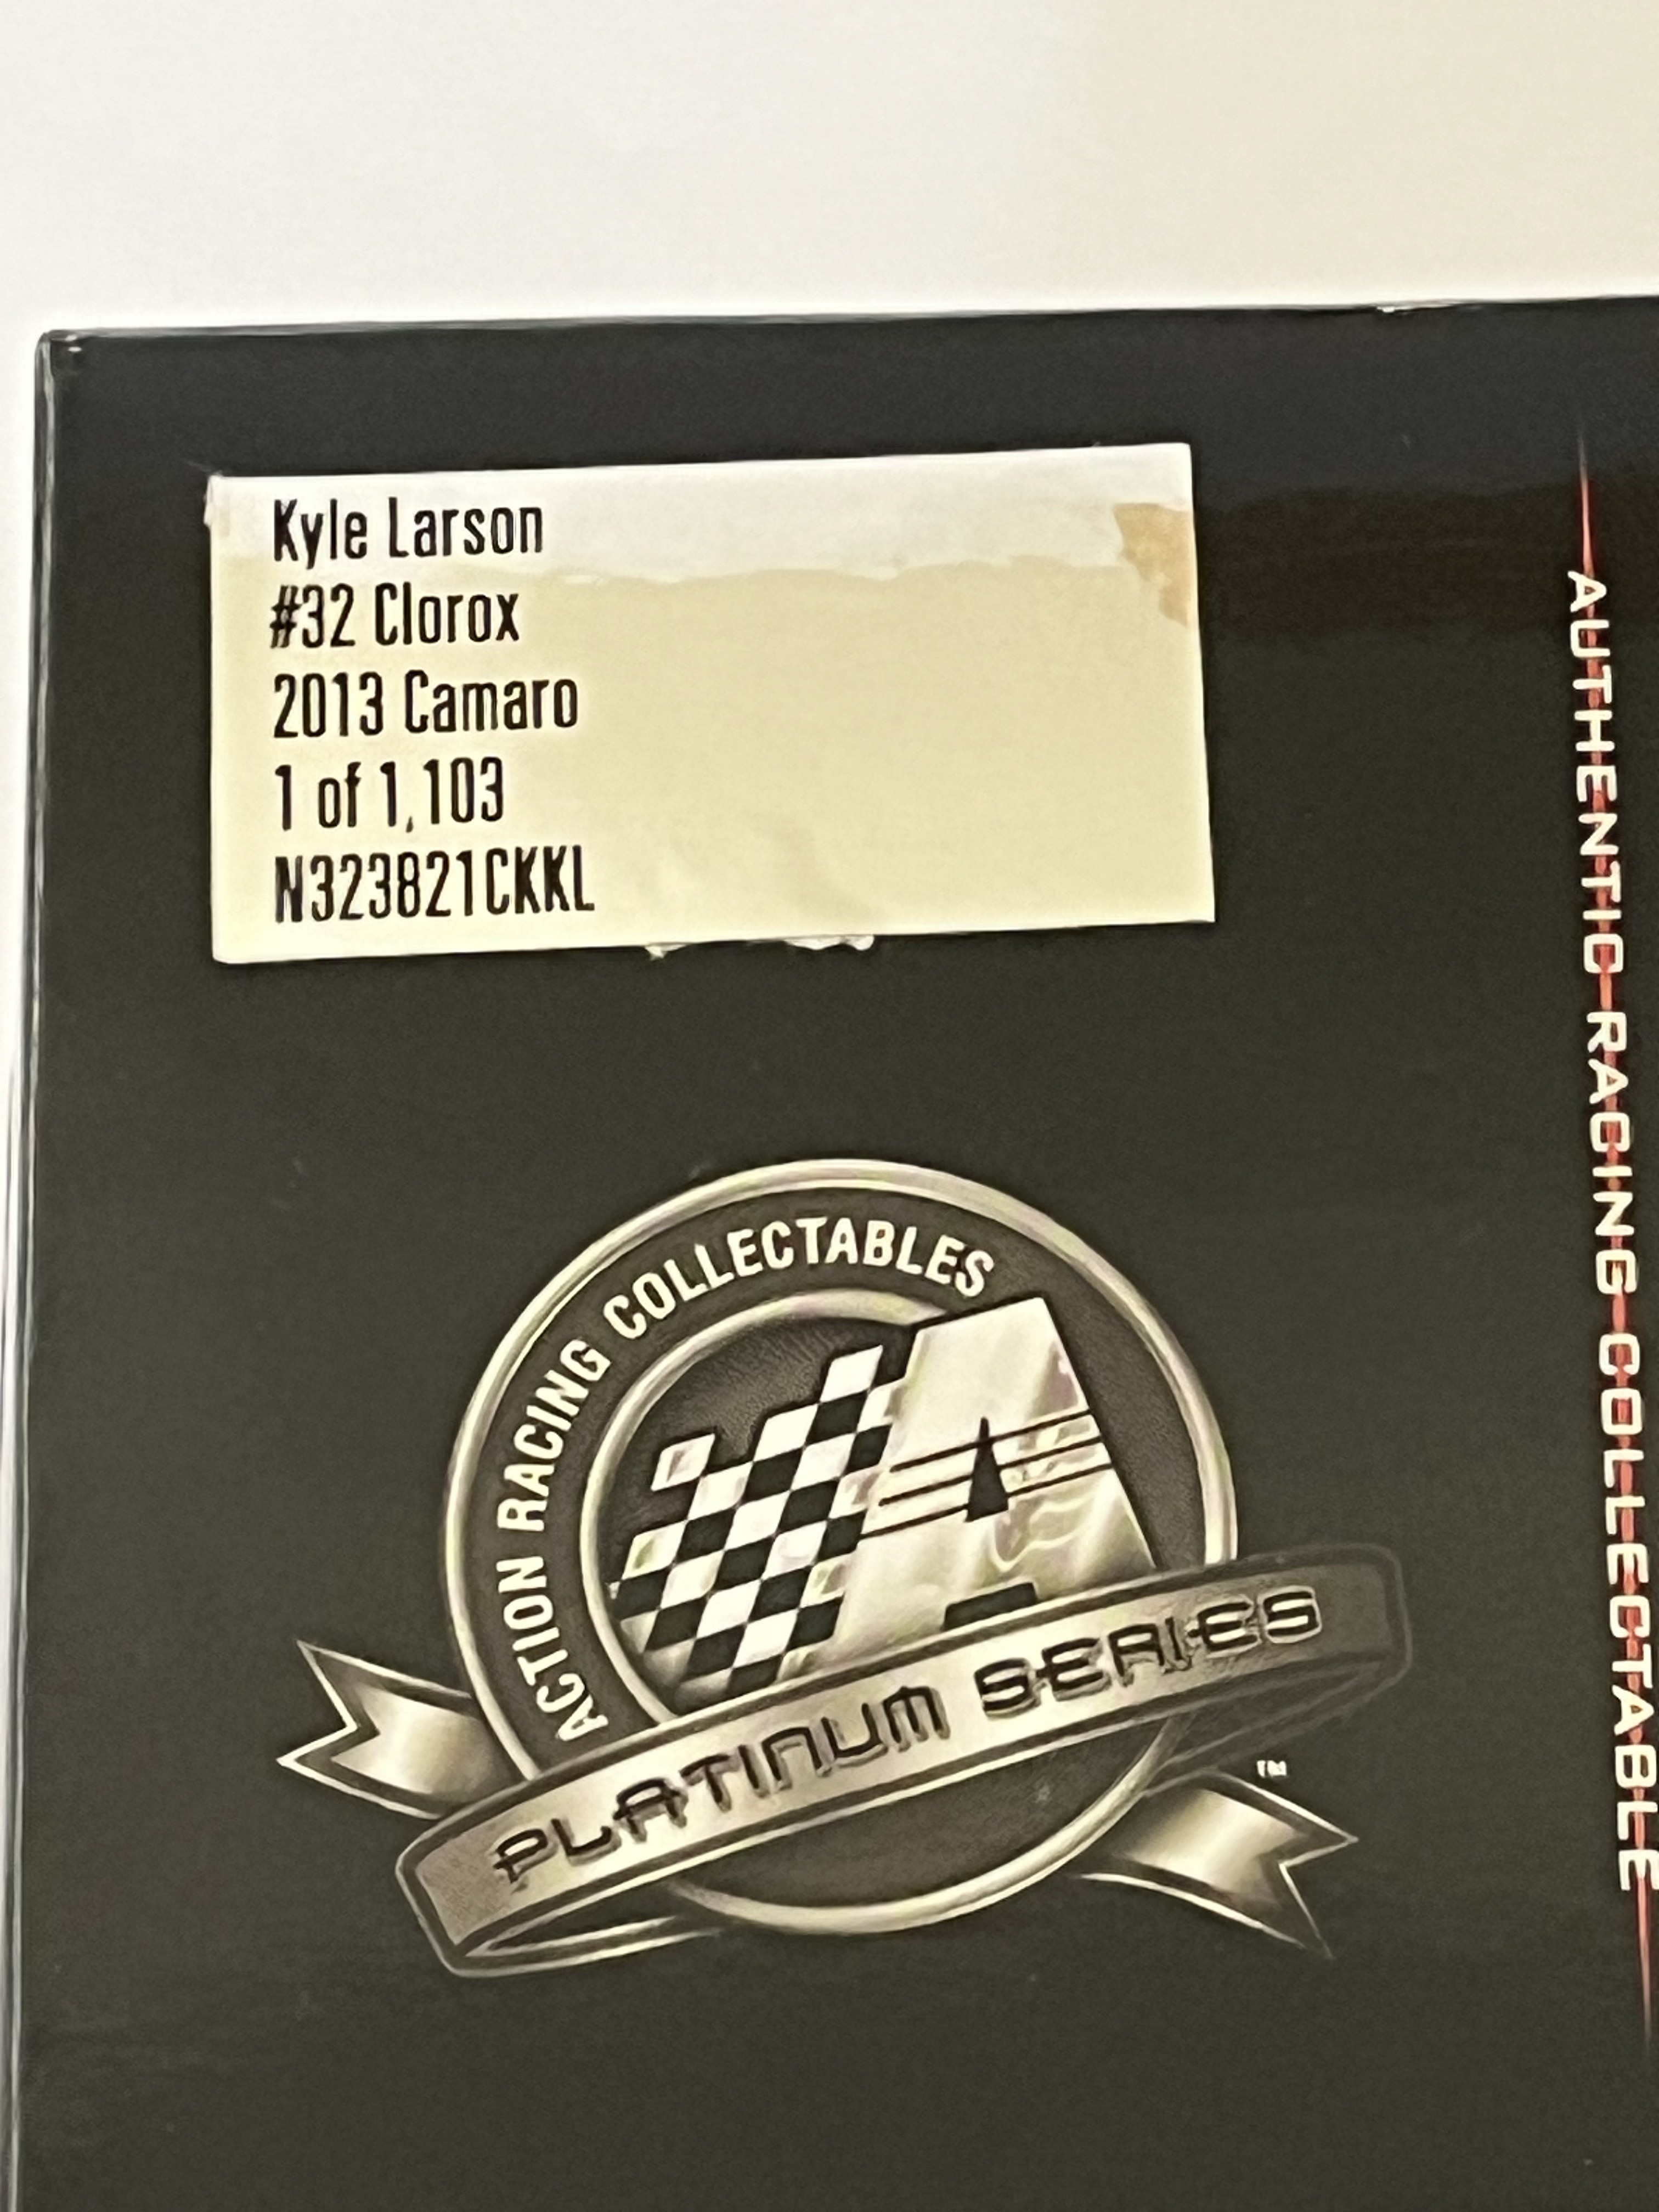 Kyle Larson
#32 Clorox
2013 Camaro
1 of 1,103
N323821CKKL
ACTION RACING COLLECTABLES
A
PLATINUM SERIES
TM
AUTHENTIC RACING COLLECTABLE